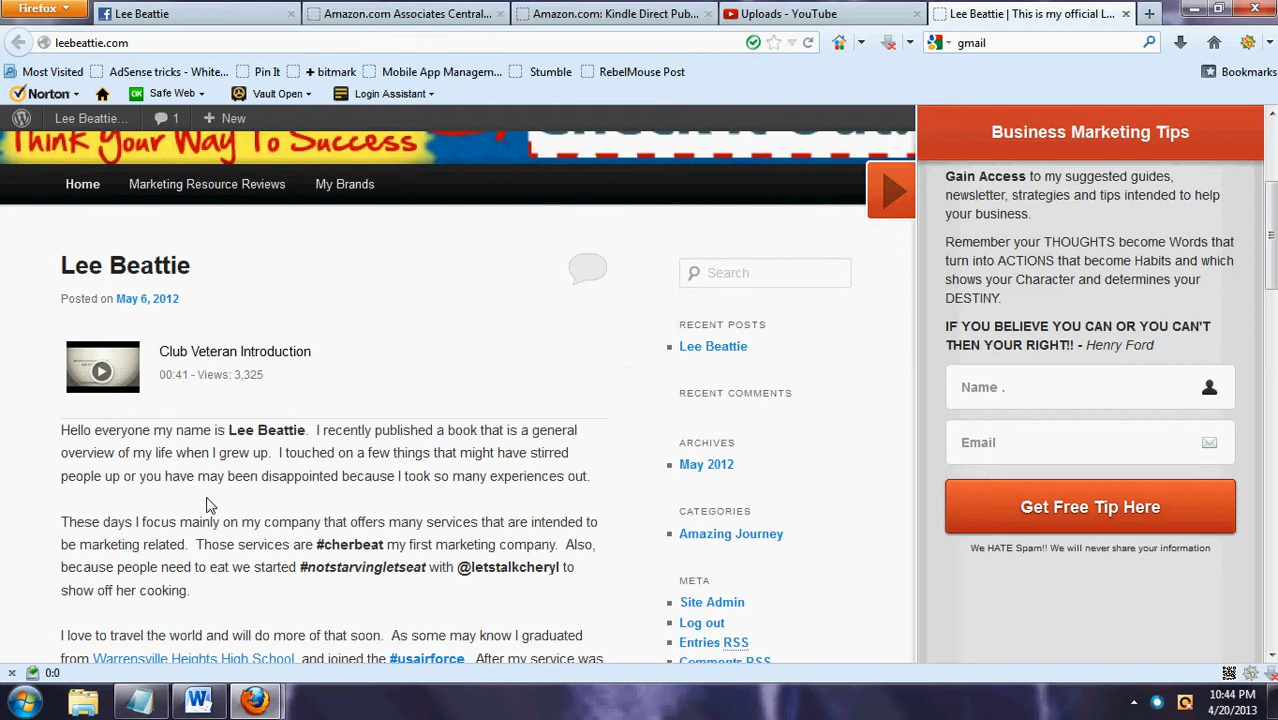 Firefox
Lee Beattie
Amazon.com Associates Central...
Amazon.com: Kindle Direct Pub...
Uploads - YouTube
Lee Beattie | This is my official L...
leebeattie.com
gmail
Most Visited
AdSense tricks - White...
Pin It
+ bitmark
Mobile App Managem...
Stumble
RebelMouse Post
Bookmarks
Norton
OK Safe Web
Vault Open
Login Assistant
Lee Beattie...
1
New
Think Your Way To Success
Home
Marketing Resource Reviews
My Brands
Lee Beattie
Posted on May 6, 2012
Club Veteran Introduction
00:41 - Views: 3,325
Hello everyone my name is Lee Beattie. I recently published a book that is a general
overview of my life when I grew up. I touched on a few things that might have stirred
people up or you have may been disappointed because I took so many experiences out.
These days I focus mainly on my company that offers many services that are intended to
be marketing related. Those services are #cherbeat my first marketing company. Also,
because people need to eat we started #notstarvingletseat with @letstalkcheryl to
show off her cooking.
I love to travel the world and will do more of that soon. As some may know I graduated
from Warrensville Heights High School, and joined the #usairforce. After my service was
Search
RECENT POSTS
Lee Beattie
RECENT COMMENTS
ARCHIVES
May 2012
CATEGORIES
Amazing Journey
META
Site Admin
Log out
Entries RSS
Comments RSS
Business Marketing Tips
Gain Access to my suggested guides,
newsletter, strategies and tips intended to help
your business.
Remember your THOUGHTS become Words that
turn into ACTIONS that become Habits and which
shows your Character and determines your
DESTINY.
IF YOU BELIEVE YOU CAN OR YOU CAN'T
THEN YOUR RIGHT!! - Henry Ford
Name .
Email
Get Free Tip Here
We HATE Spam!! We will never share your information
0:0
10:44 PM
4/20/2013